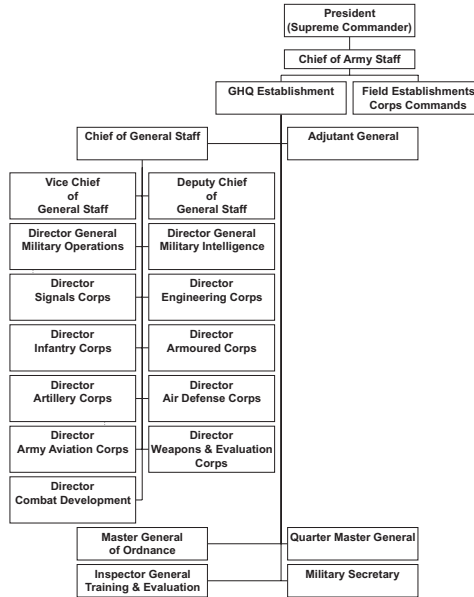 President
(Supreme Commander)
Chief of Army Staff
GHQ Establishment
Field Establishments
Corps Commands
Chief of General Staff
Adjutant General
Vice Chief
of
General Staff
Deputy Chief
of
General Staff
Director General
Military Operations
Director General
Military Intelligence
Director
Signals Corps
Director
Engineering Corps
Director
Infantry Corps
Director
Armoured Corps
Director
Artillery Corps
Director
Air Defense Corps
Director
Army Aviation Corps
Director
Weapons & Evaluation
Corps
Director
Combat Development
Master General
of Ordnance
Quarter Master General
Inspector General
Training & Evaluation
Military Secretary